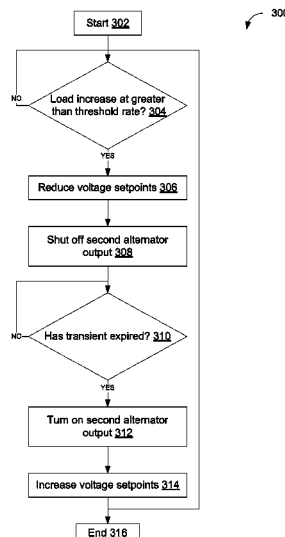 300
Start 302
Load increase at greater
than threshold rate? 304
NO
YES
Reduce voltage setpoints 306
Shut off second alternator
output 308
Has transient expired? 310
NO
YES
Turn on second alternator
output 312
Increase voltage setpoints 314
End 316